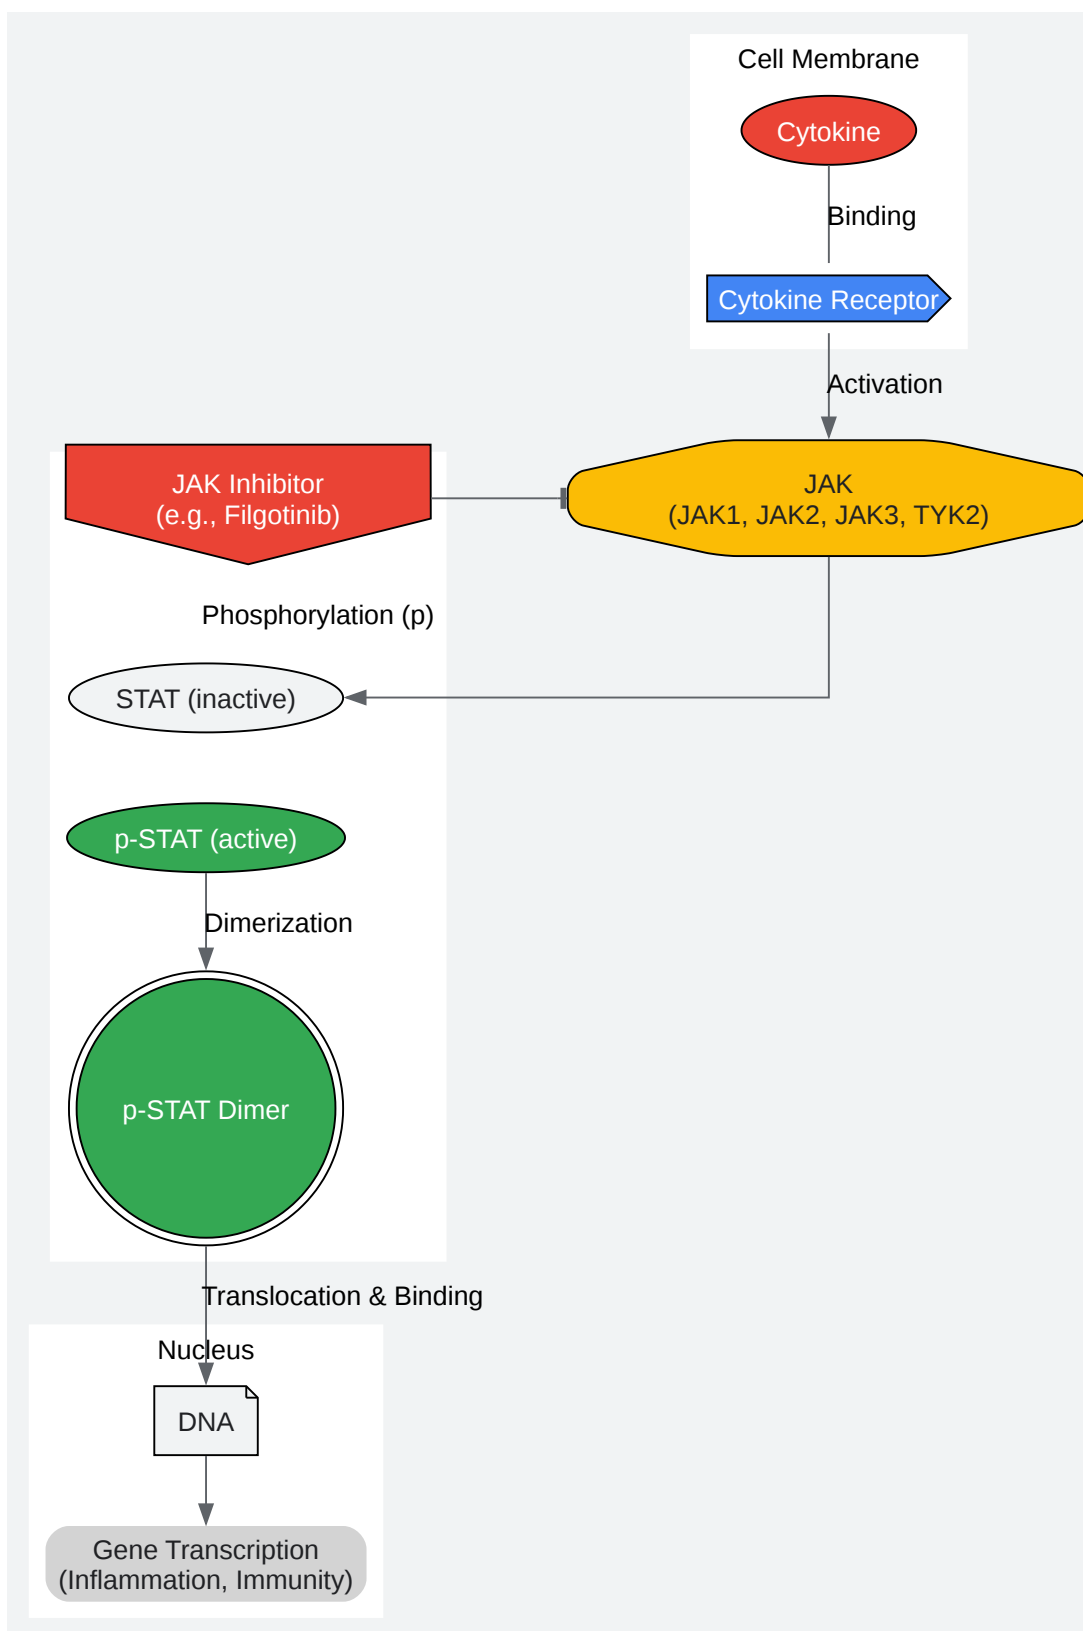 Cell Membrane
Cytokine
Binding
Cytokine Receptor
Activation
JAK Inhibitor
(e.g., Filgotinib)
JAK
(JAK1, JAK2, JAK3, TYK2)
Phosphorylation (p)
STAT (inactive)
p-STAT (active)
Dimerization
p-STAT Dimer
Translocation & Binding
Nucleus
DNA
Gene Transcription
(Inflammation, Immunity)